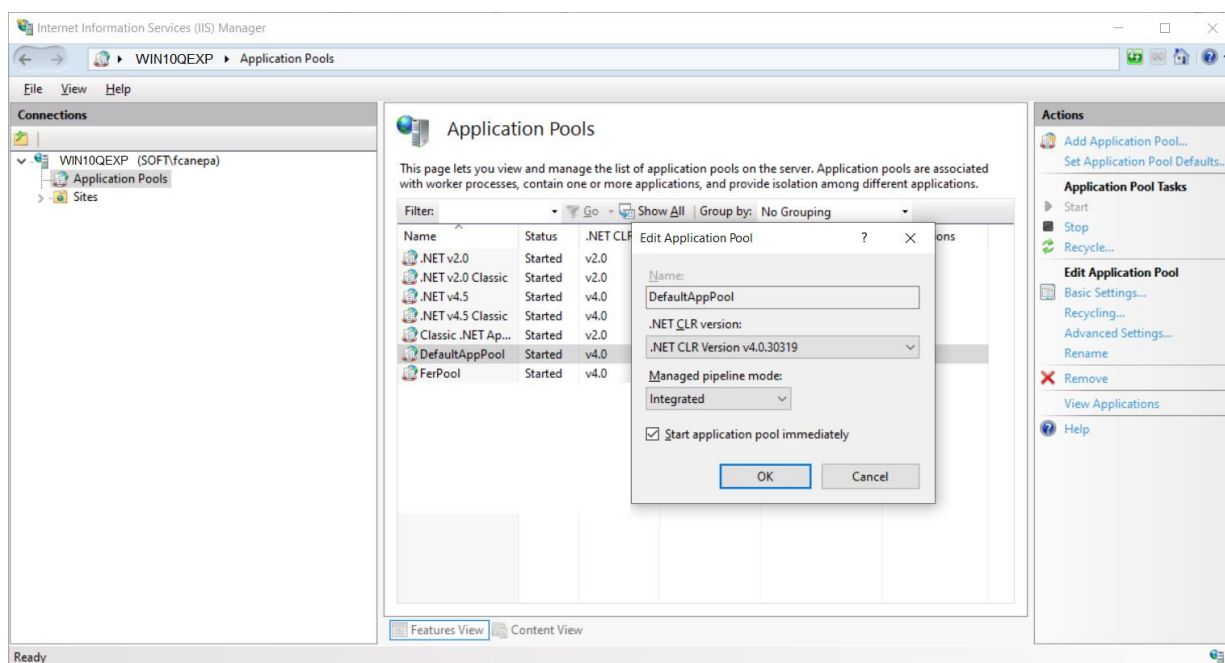 Internet Information Services (IIS) Manager
WIN10QEXP Application Pools
File View Help
Connections
WIN10QEXP (SOFT\fcanepa)
Application Pools
Sites
Application Pools
This page lets you view and manage the list of application pools on the server. Application pools are associated
with worker processes, contain one or more applications, and provide isolation among different applications.
Filter: Go Show All Group by: No Grouping
Name Status .NET CLF ons
.NET v2.0 Started v2.0
.NET v2.0 Classic Started v2.0
.NET v4.5 Started v4.0
.NET v4.5 Classic Started v4.0
Classic .NET Ap... Started v2.0
DefaultAppPool Started v4.0
FerPool Started v4.0
Edit Application Pool ?
Name:
DefaultAppPool
.NET CLR version:
.NET CLR Version v4.0.30319
Managed pipeline mode:
Integrated
Start application pool immediately
OK Cancel
Features View Content View
Actions
Add Application Pool...
Set Application Pool Defaults...
Application Pool Tasks
Start
Stop
Recycle...
Edit Application Pool
Basic Settings...
Recycling...
Advanced Settings...
Rename
Remove
View Applications
Help
Ready